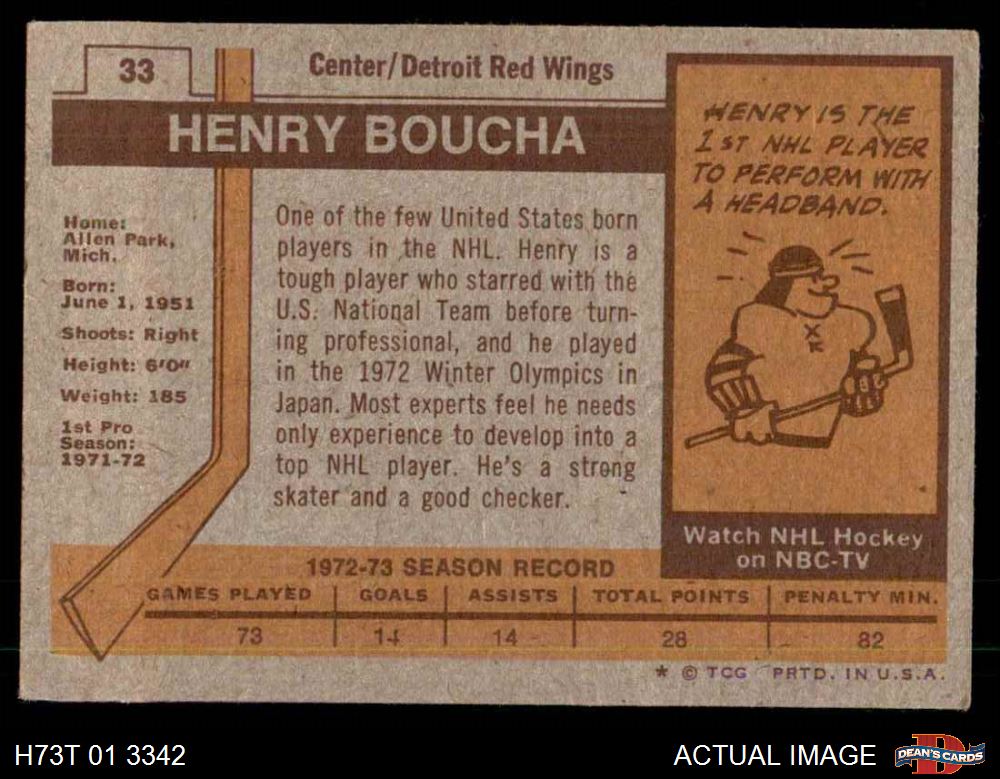 33
Center/Detroit Red Wings
HENRY BOUCHA
Home:
Allen Park,
Mich.
Born:
June 1, 1951
Shoots: Right
Height: 6'0"
Weight: 185
1st Pro
Season:
1971-72
One of the few United States born
players in the NHL. Henry is a
tough player who starred with the
U.S. National Team before turn-
ing professional, and he played
in the 1972 Winter Olympics in
Japan. Most experts feel he needs
only experience to develop into a
top NHL player. He's a strong
skater and a good checker.
HENRY IS THE
1ST NHL PLAYER
TO PERFORM WITH
A HEADBAND.
Watch NHL Hockey
on NBC-TV
1972-73 SEASON RECORD
GAMES PLAYED GOALS ASSISTS TOTAL POINTS PENALTY MIN.
73 14 14 28 82
* © TCG PRTD. IN U.S.A.
H73T 01 3342 ACTUAL IMAGE DEAN'S CARDS